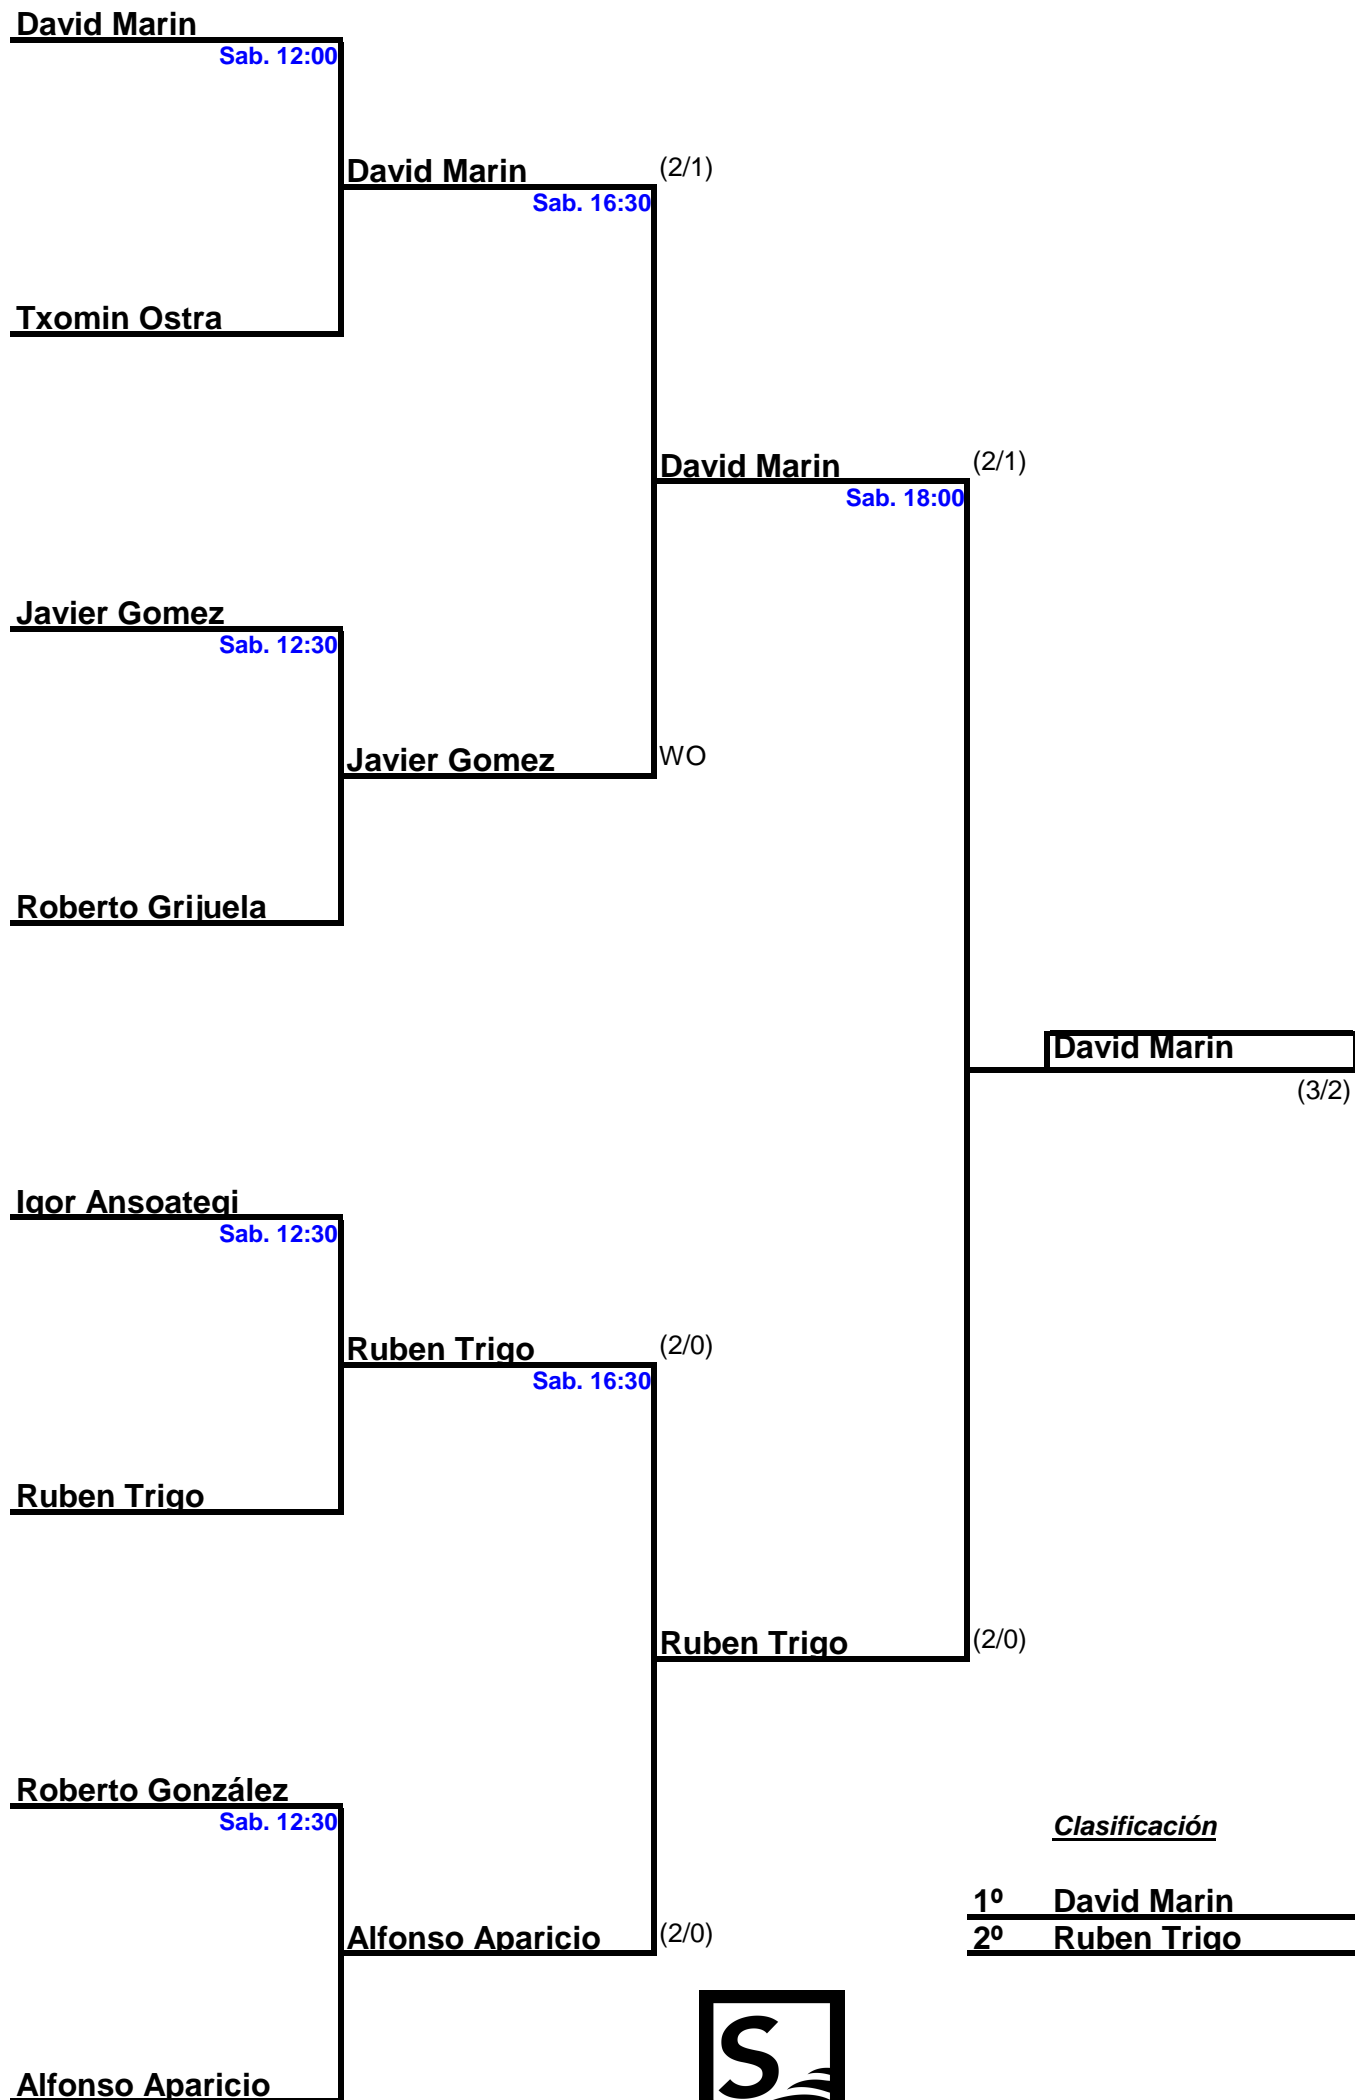 David Marin
Sab. 12:00
David Marin (2/1)
Sab. 16:30
Txomin Ostra
David Marin (2/1)
Sab. 18:00
Javier Gomez
Sab. 12:30
Javier Gomez WO
Roberto Grijuela
David Marin
(3/2)
Igor Ansoategi
Sab. 12:30
Ruben Trigo (2/0)
Sab. 16:30
Ruben Trigo
Ruben Trigo (2/0)
Roberto González
Sab. 12:30
Clasificación
1º David Marin
Alfonso Aparicio (2/0)
2º Ruben Trigo
S
Alfonso Aparicio